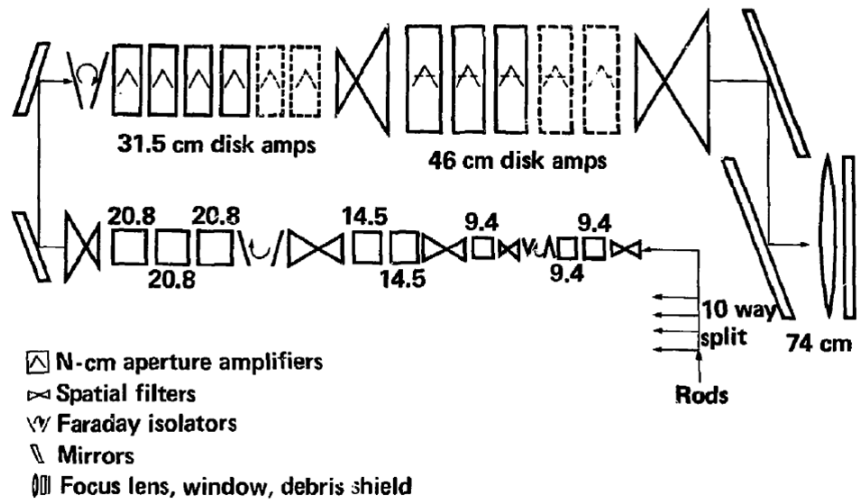 31.5 cm disk amps
46 cm disk amps
20.8 20.8 14.5 9.4 9.4
20.8 14.5 9.4
10 way
split
74 cm
Rods
N-cm aperture amplifiers
Spatial filters
Faraday isolators
Mirrors
Focus lens, window, debris shield